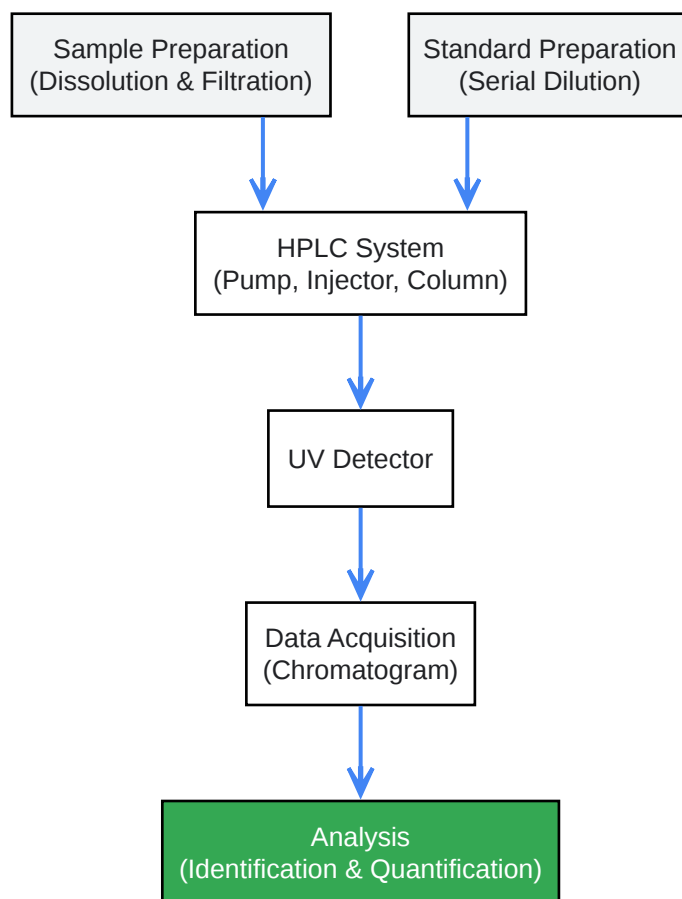 Sample Preparation
(Dissolution & Filtration)
Standard Preparation
(Serial Dilution)
HPLC System
(Pump, Injector, Column)
UV Detector
Data Acquisition
(Chromatogram)
Analysis
(Identification & Quantification)